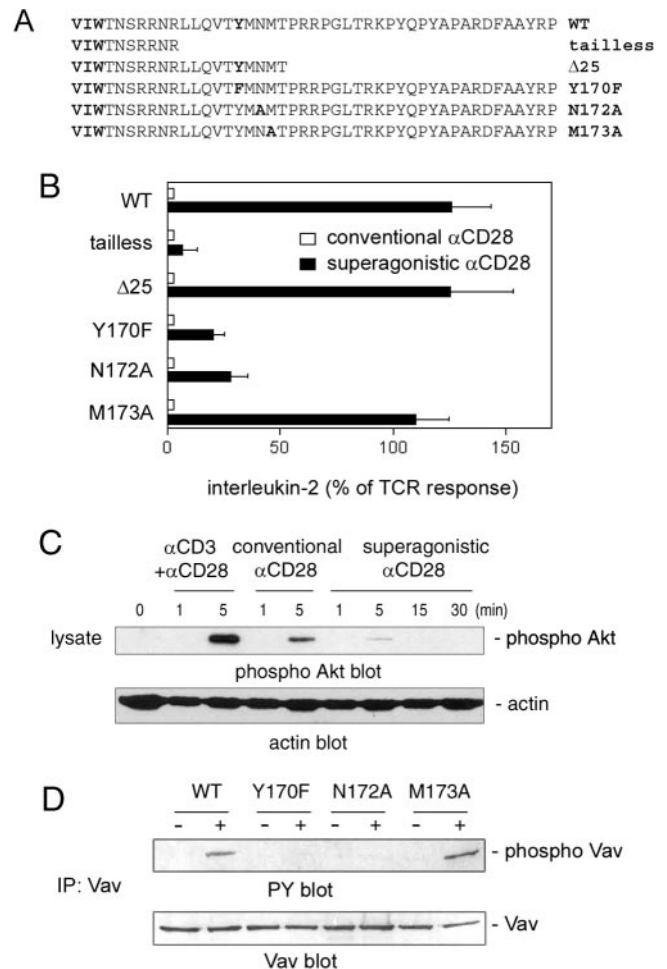 A
VIWTNSRRNRLLQVTYMNMTPRRPGLTRKPYQPYAPARDFAAYRP WT
VIWTNSRRNR tailless
VIWTNSRRNRLLQVTYMNMT Δ25
VIWTNSRRNRLLQVTFMNMTPRRPGLTRKPYQPYAPARDFAAYRP Y170F
VIWTNSRRNRLLQVTYMAMTPRRPGLTRKPYQPYAPARDFAAYRP N172A
VIWTNSRRNRLLQVTYMNATPRRPGLTRKPYQPYAPARDFAAYRP M173A
B
WT
tailless
Δ25
Y170F
N172A
M173A
conventional αCD28
superagonistic αCD28
0 50 100 150
interleukin-2 (% of TCR response)
C
αCD3 conventional superagonistic
+αCD28 αCD28 αCD28
0 1 5 1 5 1 5 15 30 (min)
lysate - phospho Akt
phospho Akt blot
- actin
actin blot
D
WT Y170F N172A M173A
- + - + - + - +
- phospho Vav
IP: Vav PY blot
- Vav
Vav blot